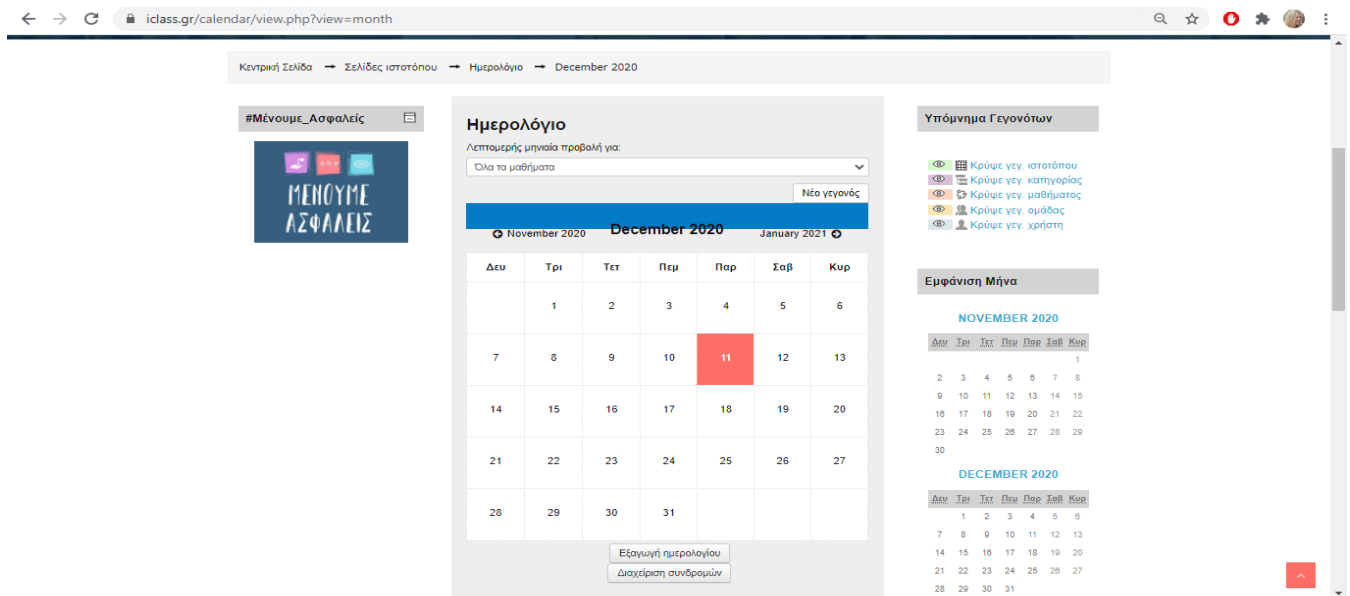 iclass.gr/calendar/view.php?view=month
Κεντρική Σελίδα → Σελίδες ιστοτόπου → Ημερολόγιο → December 2020
#Μένουμε_Ασφαλείς
ΜΕΝΟΥΜΕ
ΑΣΦΑΛΕΙΣ
Ημερολόγιο
Λεπτομερής μηνιαία προβολή για:
Όλα τα μαθήματα
Νέο γεγονός
November 2020 December 2020 January 2021
Δευ Τρι Τετ Πεμ Παρ Σαβ Κυρ
1 2 3 4 5 6
7 8 9 10 11 12 13
14 15 16 17 18 19 20
21 22 23 24 25 26 27
28 29 30 31
Εξαγωγή ημερολογίου
Διαχείριση συνδρομών
Υπόμνημα Γεγονότων
Κρύψε γεγ. ιστοτόπου
Κρύψε γεγ. κατηγορίας
Κρύψε γεγ. μαθήματος
Κρύψε γεγ. ομάδας
Κρύψε γεγ. χρήστη
Εμφάνιση Μήνα
NOVEMBER 2020
Δευ Τρι Τετ Πεμ Παρ Σαβ Κυρ
1
2 3 4 5 6 7 8
9 10 11 12 13 14 15
16 17 18 19 20 21 22
23 24 25 26 27 28 29
30
DECEMBER 2020
Δευ Τρι Τετ Πεμ Παρ Σαβ Κυρ
1 2 3 4 5 6
7 8 9 10 11 12 13
14 15 16 17 18 19 20
21 22 23 24 25 26 27
28 29 30 31